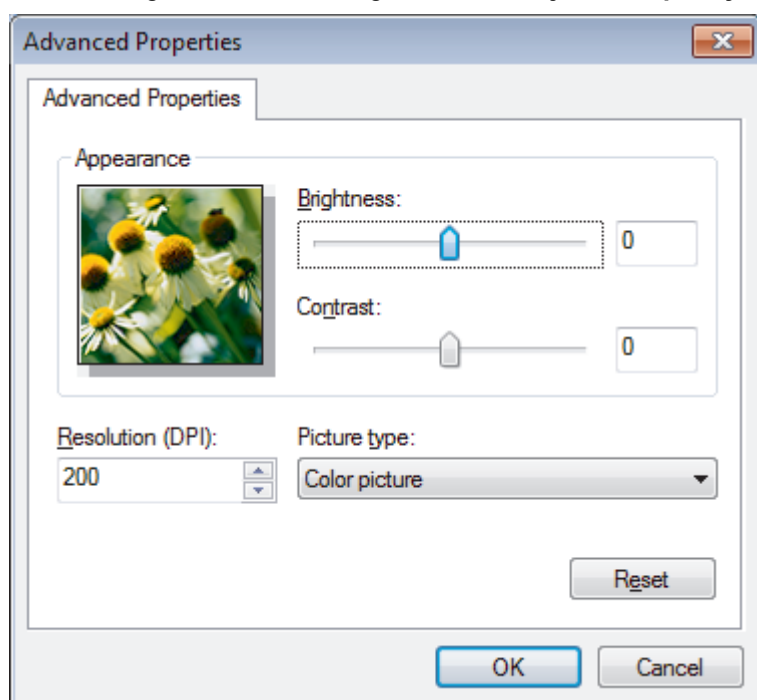 Advanced Properties
Advanced Properties
Appearance
Brightness:
0
Contrast:
0
Resolution (DPI): Picture type:
200 Color picture
Reset
OK Cancel